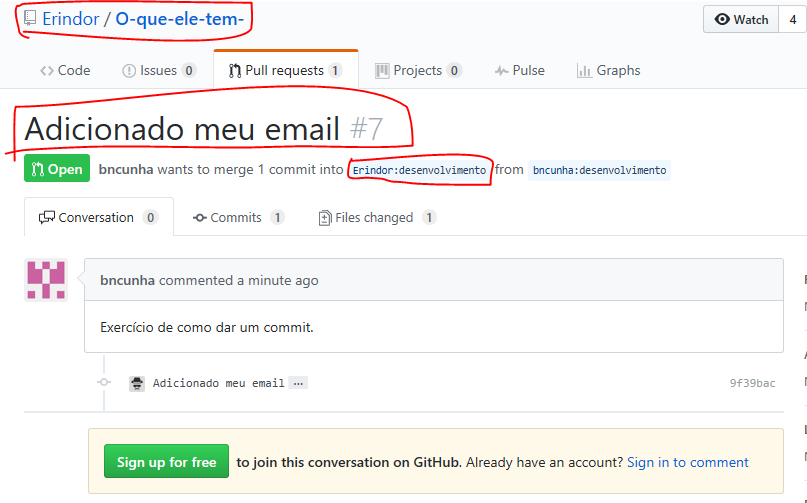 Erindor / O-que-ele-tem-
Watch 4
Code Issues 0 Pull requests 1 Projects 0 Pulse Graphs
Adicionado meu email #7
Open bncunha wants to merge 1 commit into Erindor:desenvolvimento from bncunha:desenvolvimento
Conversation 0 Commits 1 Files changed 1
bncunha commented a minute ago
Exercício de como dar um commit.
Adicionado meu email ... 9f39bac
Sign up for free to join this conversation on GitHub. Already have an account? Sign in to comment